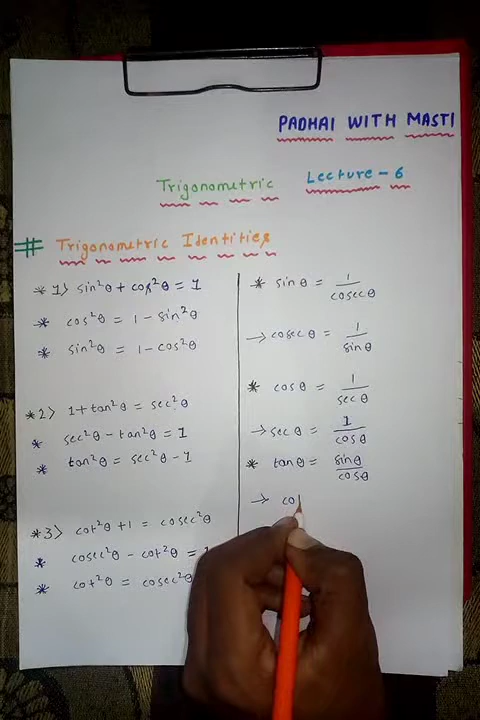 PADHAI WITH MASTI
Trigonometric Lecture - 6
# Trigonometric Identities
* 1) sin²θ + cos²θ = 1
* cos²θ = 1 - sin²θ
* sin²θ = 1 - cos²θ
*2) 1 + tan²θ = sec²θ
* sec²θ - tan²θ = 1
* tan²θ = sec²θ - 1
*3) cot²θ + 1 = cosec²θ
* cosec²θ - cot²θ = 1
* cot²θ = cosec²θ
* sinθ = 1/cosecθ
→ cosecθ = 1/sinθ
* cosθ = 1/secθ
→ secθ = 1/cosθ
* tanθ = sinθ/cosθ
→ co